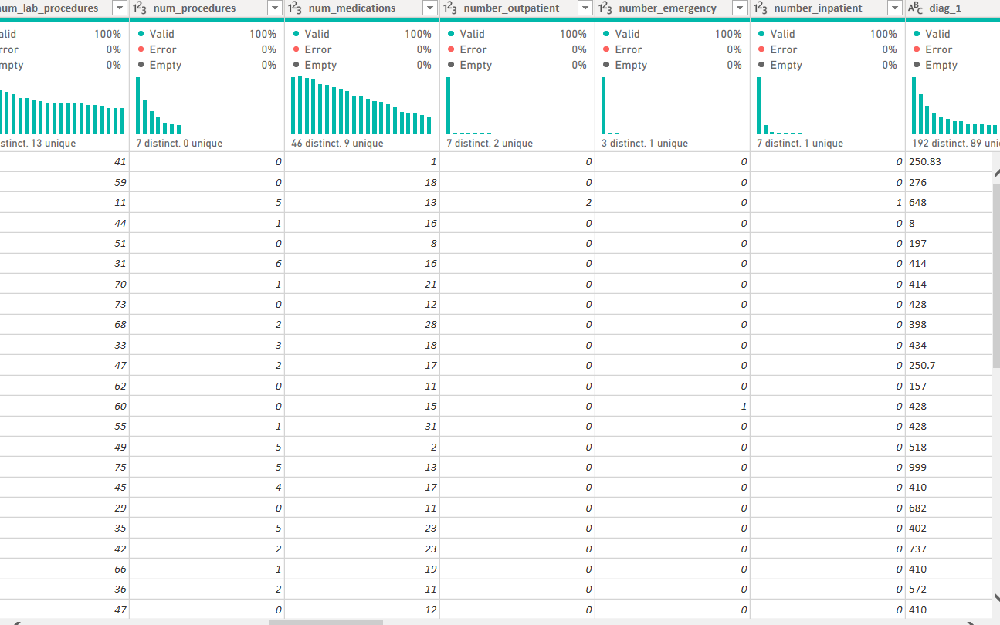 num_lab_procedures 1²3 num_procedures 1²3 num_medications 1²3 number_outpatient 1²3 number_emergency 1²3 number_inpatient ABC diag_1
alid 100% Valid 100% Valid 100% Valid 100% Valid 100% Valid 100% Valid
rror 0% Error 0% Error 0% Error 0% Error 0% Error 0% Error
mpty 0% Empty 0% Empty 0% Empty 0% Empty 0% Empty 0% Empty
stinct, 13 unique 7 distinct, 0 unique 46 distinct, 9 unique 7 distinct, 2 unique 3 distinct, 1 unique 7 distinct, 1 unique 192 distinct, 89 uni
41 0 1 0 0 0 250.83
59 0 18 0 0 0 276
11 5 13 2 0 1 648
44 1 16 0 0 0 8
51 0 8 0 0 0 197
31 6 16 0 0 0 414
70 1 21 0 0 0 414
73 0 12 0 0 0 428
68 2 28 0 0 0 398
33 3 18 0 0 0 434
47 2 17 0 0 0 250.7
62 0 11 0 0 0 157
60 0 15 0 1 0 428
55 1 31 0 0 0 428
49 5 2 0 0 0 518
75 5 13 0 0 0 999
45 4 17 0 0 0 410
29 0 11 0 0 0 682
35 5 23 0 0 0 402
42 2 23 0 0 0 737
66 1 19 0 0 0 410
36 2 11 0 0 0 572
47 0 12 0 0 0 410